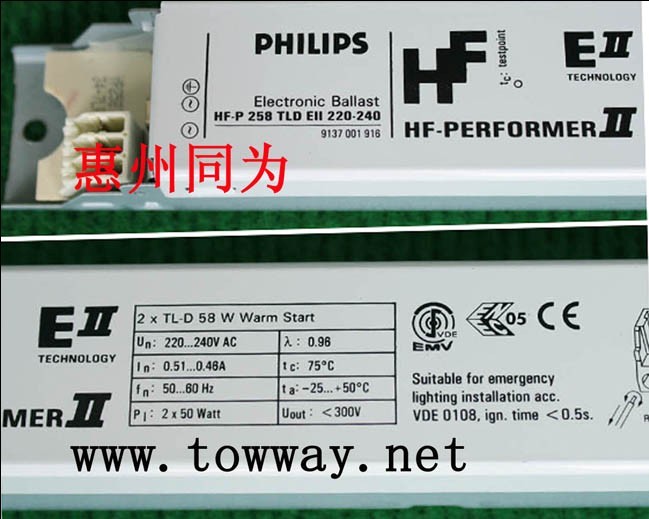 PHILIPS
Electronic Ballast
HF-P 258 TLD EII 220-240
9137 001 916
HF
tc: testpoint
EII
TECHNOLOGY
HF-PERFORMER II
惠州同为
EII
TECHNOLOGY
MER II
2 x TL-D 58 W Warm Start
Un: 220...240V AC
λ: 0.96
In: 0.51...0.46A
tc: 75°C
fn: 50...60 Hz
ta: -25...+50°C
PI: 2 x 50 Watt
Uout: <300V
VDE
EMV
05
CE
Suitable for emergency
lighting installation acc.
VDE 0108, ign. time <0.5s.
www.towway.net